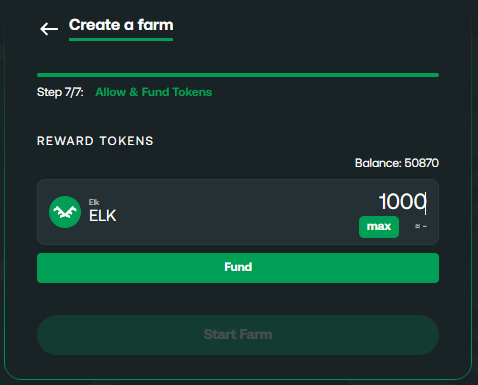 Create a farm
Step 7/7: Allow & Fund Tokens
REWARD TOKENS
Balance: 50870
Elk
ELK
1000
max ≈ -
Fund
Start Farm